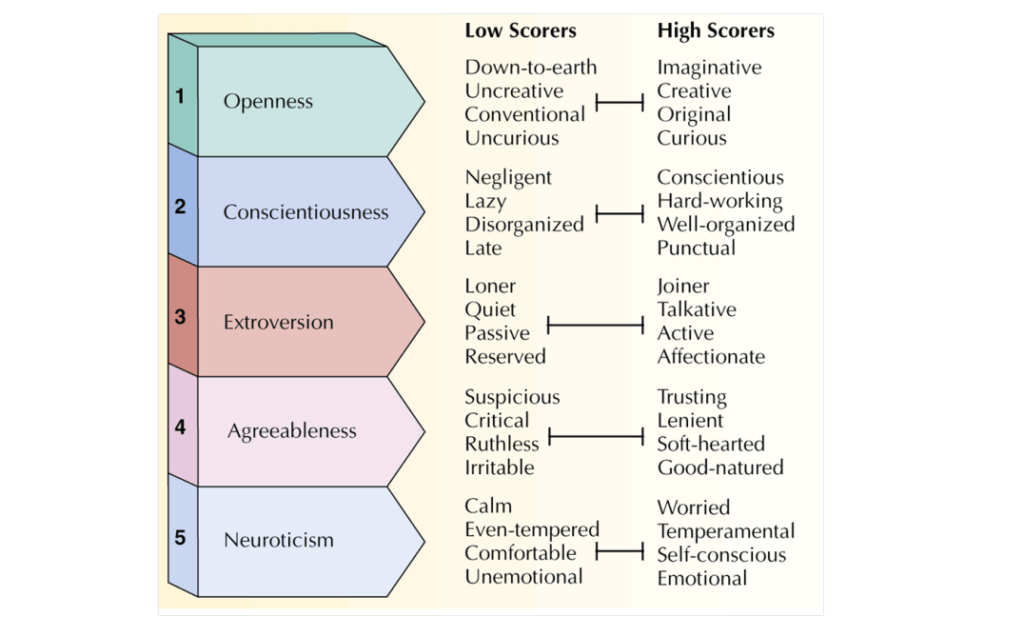 Low Scorers High Scorers
1 Openness
Down-to-earth Imaginative
Uncreative Creative
Conventional Original
Uncurious Curious
2 Conscientiousness
Negligent Conscientious
Lazy Hard-working
Disorganized Well-organized
Late Punctual
3 Extroversion
Loner Joiner
Quiet Talkative
Passive Active
Reserved Affectionate
4 Agreeableness
Suspicious Trusting
Critical Lenient
Ruthless Soft-hearted
Irritable Good-natured
5 Neuroticism
Calm Worried
Even-tempered Temperamental
Comfortable Self-conscious
Unemotional Emotional